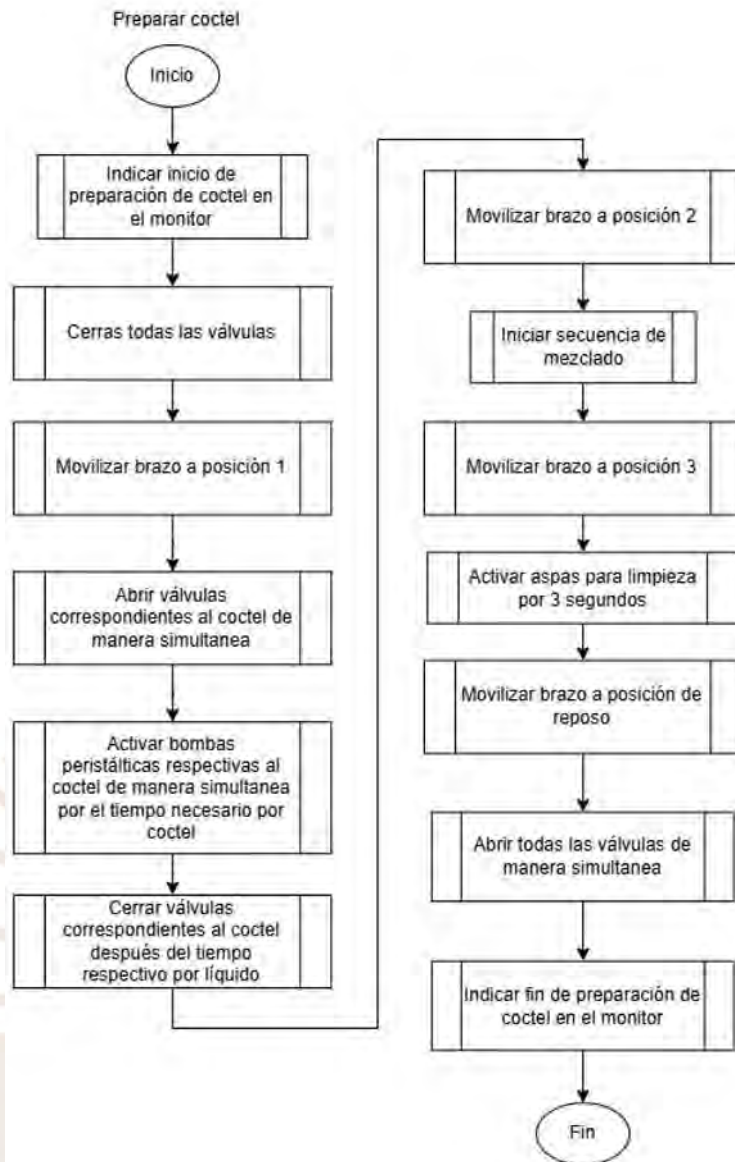 Preparar coctel
Inicio
Indicar inicio de
preparación de coctel en
el monitor
Cerras todas las válvulas
Movilizar brazo a posición 1
Abrir válvulas
correspondientes al coctel de
manera simultanea
Activar bombas
peristálticas respectivas al
coctel de manera simultanea
por el tiempo necesario por
coctel
Cerrar válvulas
correspondientes al coctel
después del tiempo
respectivo por líquido
Movilizar brazo a posición 2
Iniciar secuencia de
mezclado
Movilizar brazo a posición 3
Activar aspas para limpieza
por 3 segundos
Movilizar brazo a posición de
reposo
Abrir todas las válvulas de
manera simultanea
Indicar fin de preparación de
coctel en el monitor
Fin